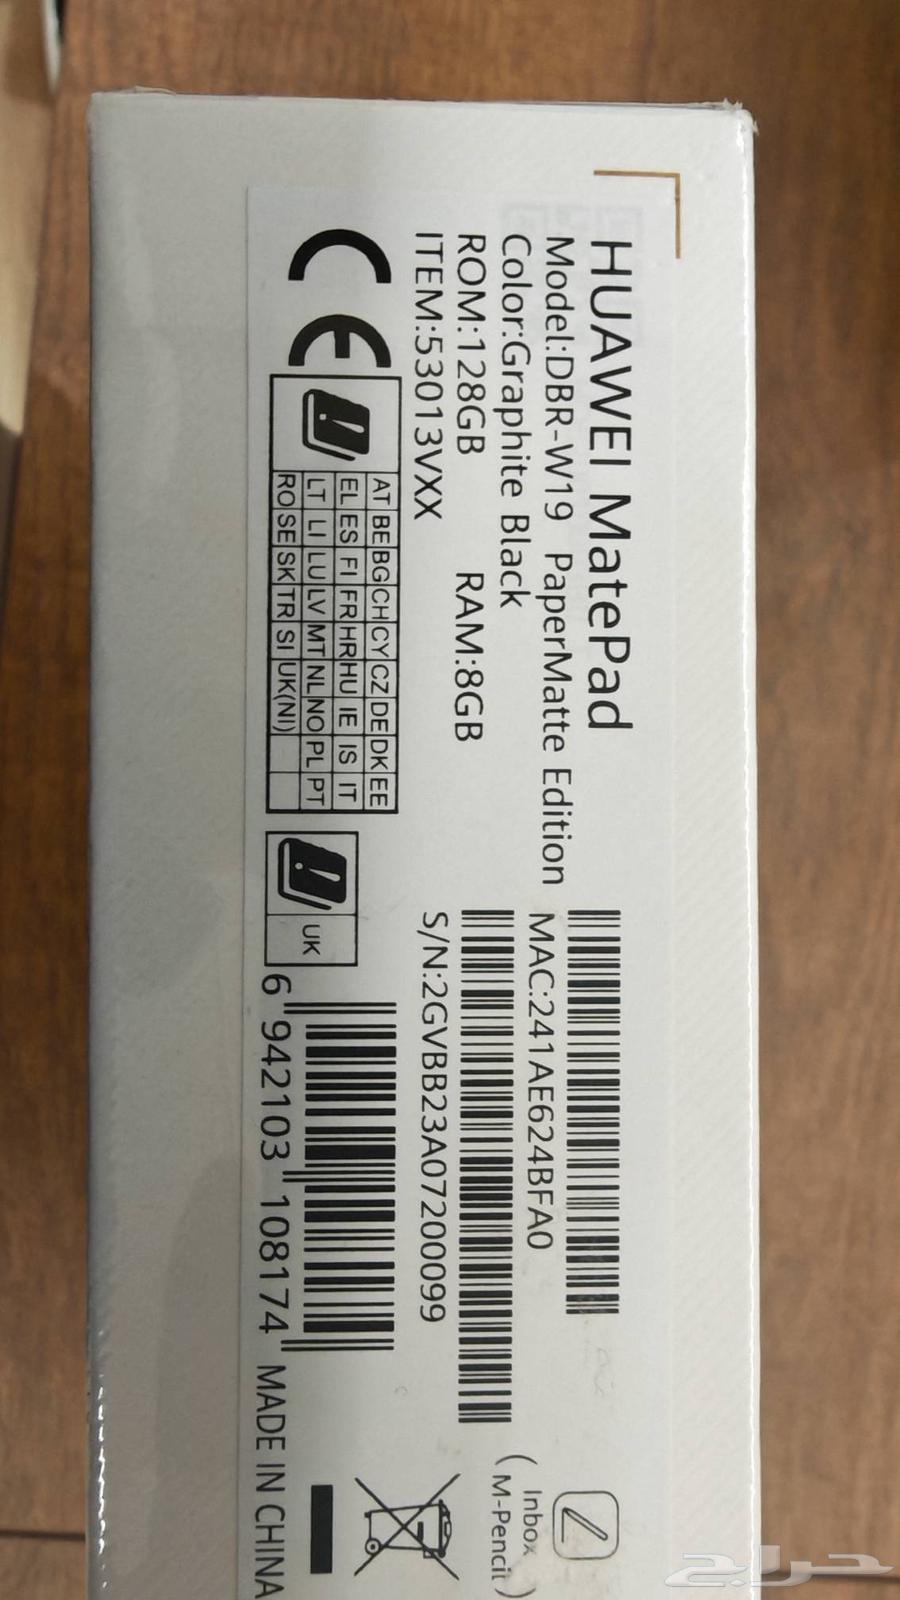 HUAWEI MatePad
Model:DBR-W19 PaperMatte Edition
Color:Graphite Black
ROM:128GB RAM:8GB
ITEM:53013VXX
CE
AT BE BG CH CY CZ DE DK EE
EL ES FI FR HR HU IE IS IT
LT LI LU LV MT NL NO PL PT
RO SE SK TR SI UK(NI)
UK
MAC:241AE624BFA0
S/N:2GVBB23A07200099
6 942103 108174
MADE IN CHINA
Inbox
(M-Pencil)
حراج